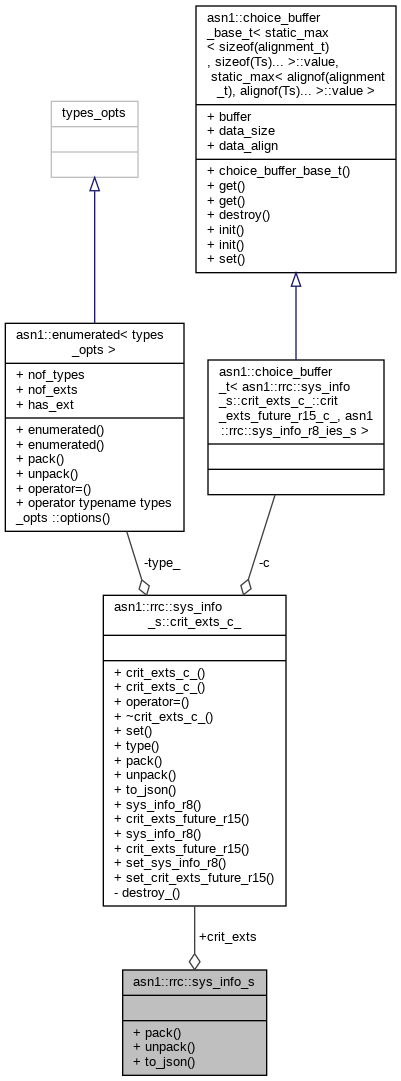 asn1::choice_buffer
_base_t< static_max
< sizeof(alignment_t)
, sizeof(Ts)... >::value,
static_max< alignof(alignment
_t), alignof(Ts)... >::value >
+ buffer
+ data_size
+ data_align
+ choice_buffer_base_t()
+ get()
+ get()
+ destroy()
+ init()
+ init()
+ set()
types_opts
asn1::enumerated< types
_opts >
+ nof_types
+ nof_exts
+ has_ext
+ enumerated()
+ enumerated()
+ pack()
+ unpack()
+ operator=()
+ operator typename types
_opts ::options()
asn1::choice_buffer
_t< asn1::rrc::sys_info
_s::crit_exts_c_::crit
_exts_future_r15_c_, asn1
::rrc::sys_info_r8_ies_s >
-type_
-c
asn1::rrc::sys_info
_s::crit_exts_c_
+ crit_exts_c_()
+ crit_exts_c_()
+ operator=()
+ ~crit_exts_c_()
+ set()
+ type()
+ pack()
+ unpack()
+ to_json()
+ sys_info_r8()
+ crit_exts_future_r15()
+ sys_info_r8()
+ crit_exts_future_r15()
+ set_sys_info_r8()
+ set_crit_exts_future_r15()
- destroy_()
+crit_exts
asn1::rrc::sys_info_s
+ pack()
+ unpack()
+ to_json()